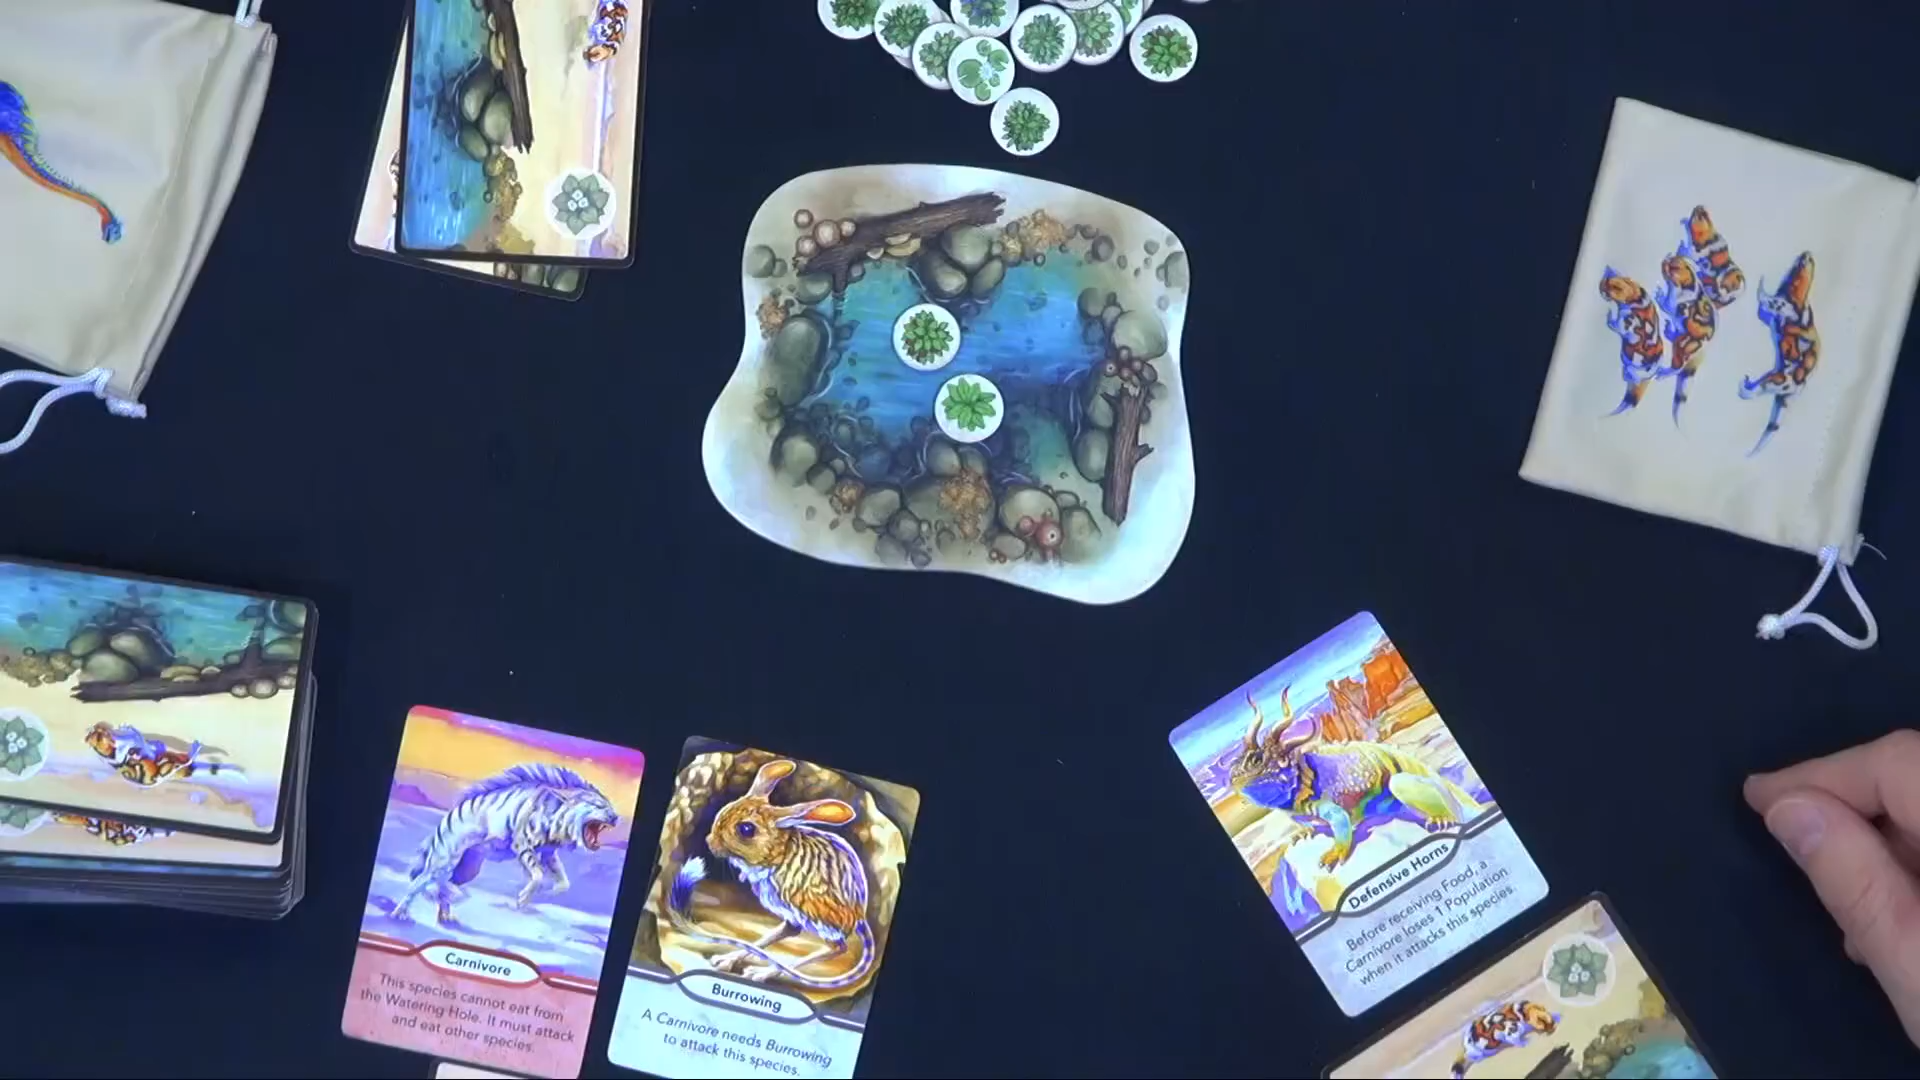 Carnivore
This species cannot eat from
the Watering Hole. It must attack
and eat other species.
Burrowing
A Carnivore needs Burrowing
to attack this species.
Defensive Horns
Before receiving Food, a
Carnivore loses 1 Population
when it attacks this species.